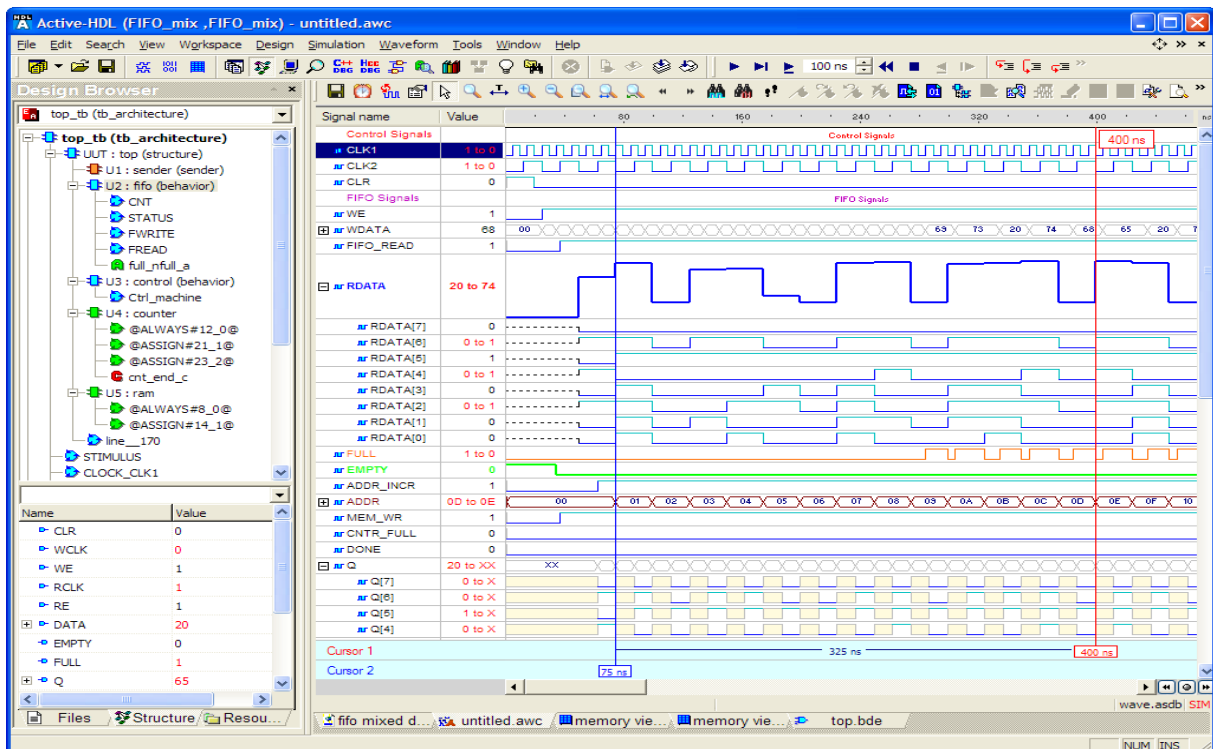 Active-HDL (FIFO_mix ,FIFO_mix) - untitled.awc
File Edit Search View Workspace Design Simulation Waveform Tools Window Help
100 ns
Design Browser
top_tb (tb_architecture)
top_tb (tb_architecture)
UUT : top (structure)
U1 : sender (sender)
U2 : fifo (behavior)
CNT
STATUS
FWRITE
FREAD
full_nfull_a
U3 : control (behavior)
Ctrl_machine
U4 : counter
@ALWAYS#12_0@
@ASSIGN#21_1@
@ASSIGN#23_2@
cnt_end_c
U5 : ram
@ALWAYS#8_0@
@ASSIGN#14_1@
line__170
STIMULUS
CLOCK_CLK1
Name Value
CLR 0
WCLK 0
WE 1
RCLK 1
RE 1
DATA 20
EMPTY 0
FULL 1
Q 65
Files Structure Resou...
Signal name Value 80 160 240 320 400 ns
Control Signals Control Signals
400 ns
CLK1 1 to 0
CLK2 1 to 0
CLR 0
FIFO Signals FIFO Signals
WE 1
WDATA 68 00 69 73 20 74 68 65 20 7
FIFO_READ 1
RDATA 20 to 74
RDATA[7] 0
RDATA[6] 0 to 1
RDATA[5] 1
RDATA[4] 0 to 1
RDATA[3] 0
RDATA[2] 0 to 1
RDATA[1] 0
RDATA[0] 0
FULL 1 to 0
EMPTY 0
ADDR_INCR 1
ADDR 0D to 0E 00 01 02 03 04 05 06 07 08 09 0A 0B 0C 0D 0E 0F 10
MEM_WR 1
CNTR_FULL 0
DONE 0
Q 20 to XX XX
Q[7] 0 to X
Q[6] 0 to X
Q[5] 1 to X
Q[4] 0 to X
Cursor 1 325 ns 400 ns
Cursor 2 75 ns
wave.asdb SIM
fifo mixed d... untitled.awc memory vie... memory vie... top.bde
NUM INS